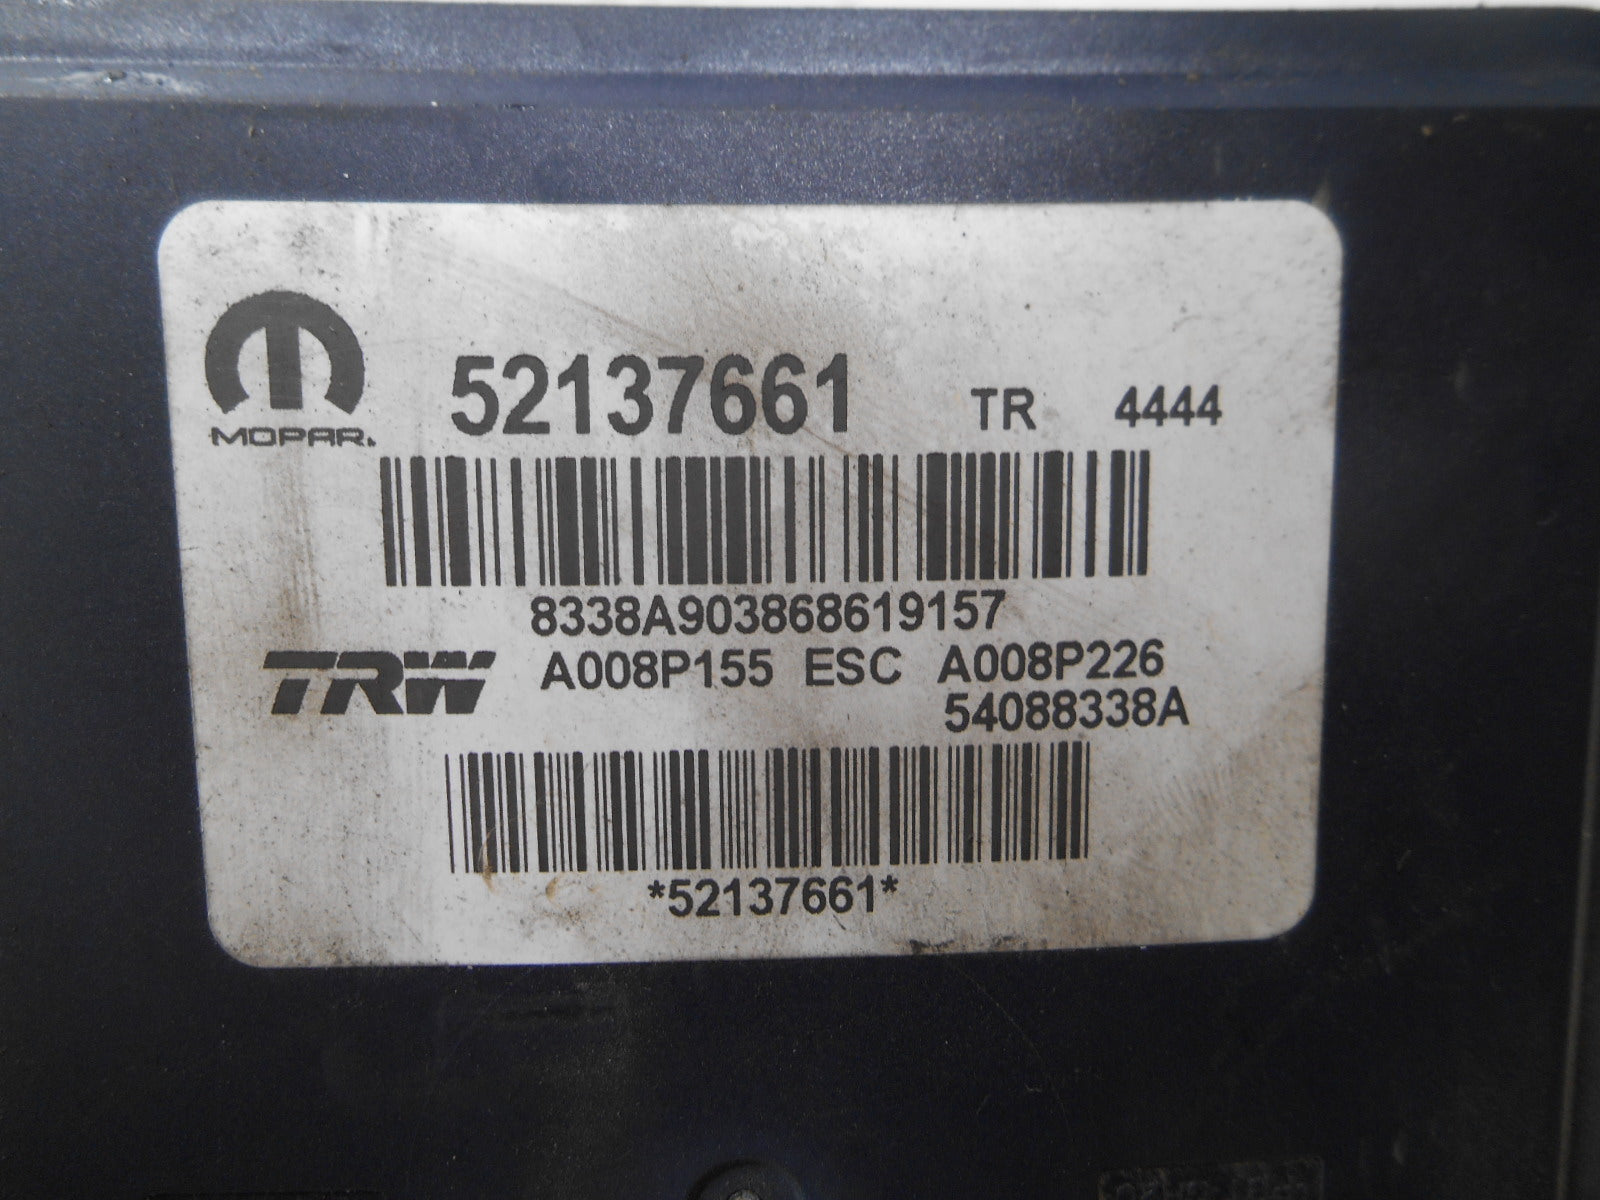 52137661 TR 4444
MOPAR.
8338A903868619157
TRW A008P155 ESC A008P226
54088338A
*52137661*